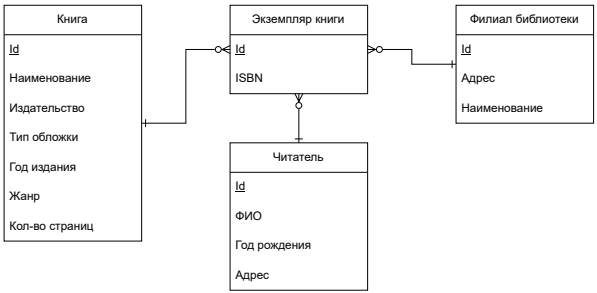 Книга
Id
Наименование
Издательство
Тип обложки
Год издания
Жанр
Кол-во страниц
Экземпляр книги
Id
ISBN
Филиал библиотеки
Id
Адрес
Наименование
Читатель
Id
ФИО
Год рождения
Адрес